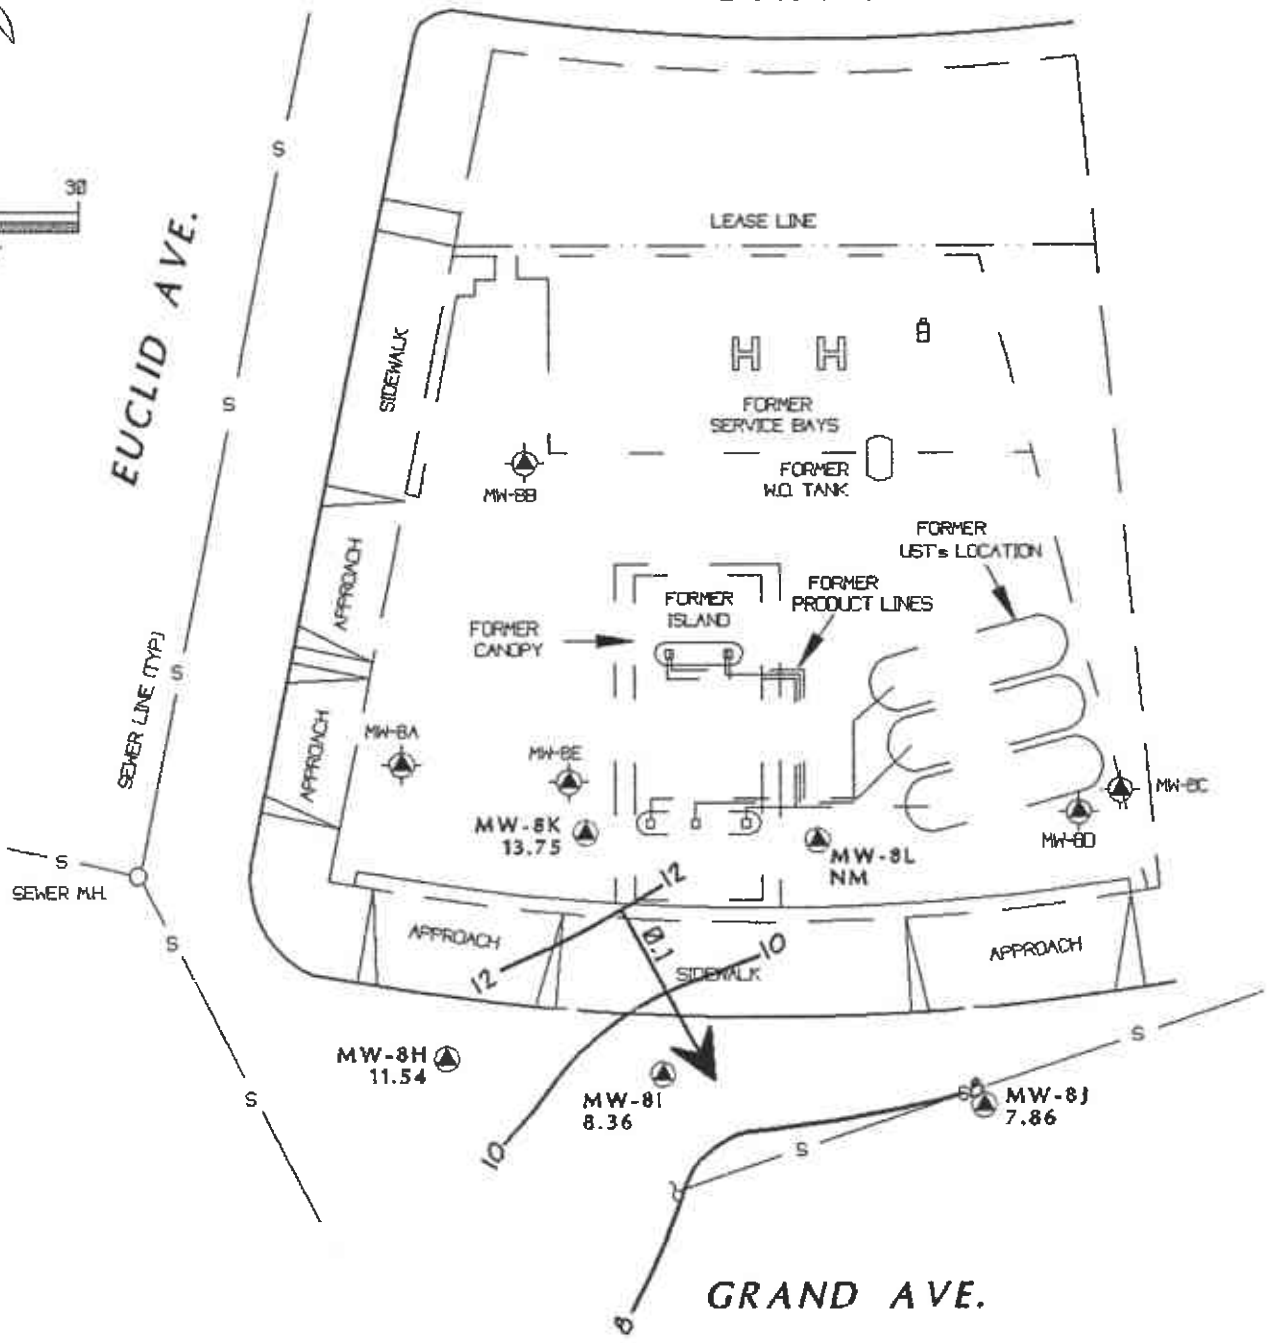 S
30
EUCLID AVE.
LEASE LINE
S
SIDEWALK
H H
FORMER
SERVICE BAYS
FORMER
W.O. TANK
MW-8B
FORMER
UST's LOCATION
APPROACH
FORMER
PRODUCT LINES
FORMER
ISLAND
FORMER
CANOPY
S
SEWER LINE (TYP)
MW-8A
APPROACH
MW-8E
MW-8C
MW-8D
MW-8K
13.75
MW-8L
NM
S
SEWER M.H.
12
S
APPROACH
0.1
10
SIDEWALK
APPROACH
12
S
MW-8H
11.54
MW-8I
8.36
MW-8J
7.86
S
S
10
8
GRAND AVE.